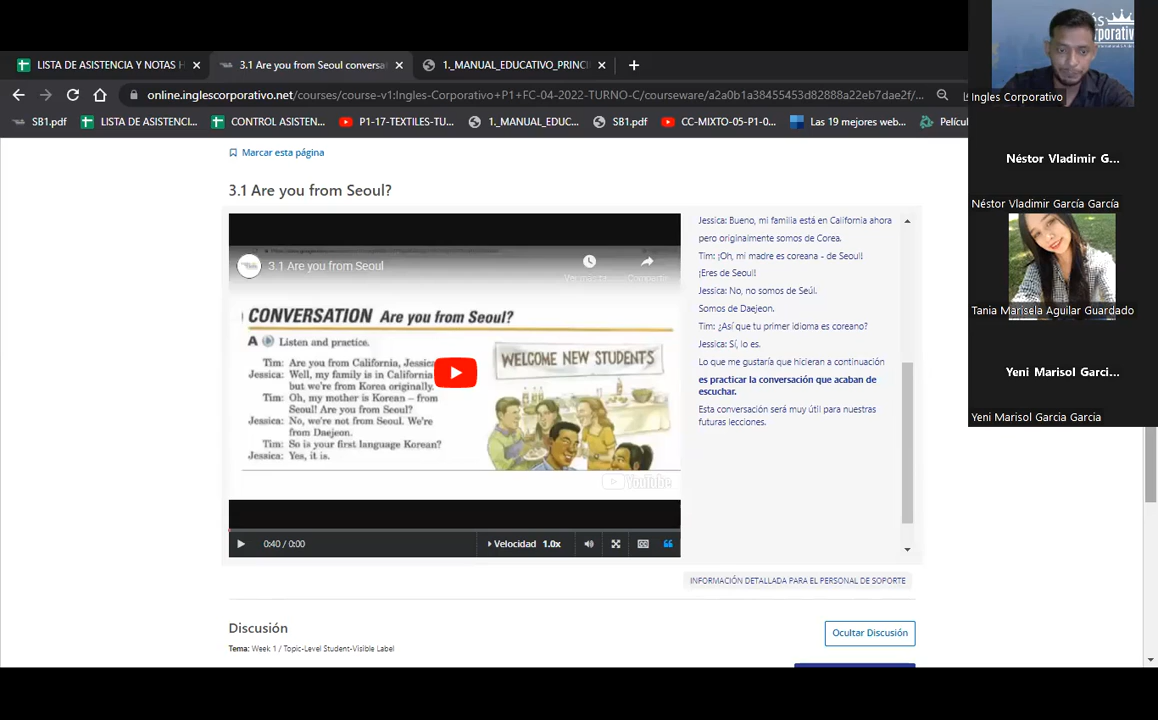 LISTA DE ASISTENCIA Y NOTAS H
3.1 Are you from Seoul conversa
1._MANUAL_EDUCATIVO_PRINCI
online.inglescorporativo.net/courses/course-v1:Ingles-Corporativo+P1+FC-04-2022-TURNO-C/courseware/a2a0b1a38455453d82888a22eb7dae2f/...
SB1.pdf
LISTA DE ASISTENCI...
CONTROL ASISTEN...
P1-17-TEXTILES-TU...
1._MANUAL_EDUC...
SB1.pdf
CC-MIXTO-05-P1-0...
Las 19 mejores web...
Película
Marcar esta página
3.1 Are you from Seoul?
3.1 Are you from Seoul
CONVERSATION Are you from Seoul?
A Listen and practice.
Tim: Are you from California, Jessica
Jessica: Well, my family is in California
but we're from Korea originally.
Tim: Oh, my mother is Korean – from
Seoul! Are you from Seoul?
Jessica: No, we're not from Seoul. We're
from Daejeon.
Tim: So is your first language Korean?
Jessica: Yes, it is.
WELCOME NEW STUDENTS
YouTube
0:40 / 0:00
Velocidad 1.0x
Jessica: Bueno, mi familia está en California ahora
pero originalmente somos de Corea.
Tim: ¡Oh, mi madre es coreana - de Seoul!
¡Eres de Seoul!
Jessica: No, no somos de Seúl.
Somos de Daejeon.
Tim: ¿Así que tu primer idioma es coreano?
Jessica: Sí, lo es.
Lo que me gustaría que hicieran a continuación
es practicar la conversación que acaban de
escuchar.
Esta conversación será muy útil para nuestras
futuras lecciones.
INFORMACIÓN DETALLADA PARA EL PERSONAL DE SOPORTE
Discusión
Ocultar Discusión
Tema: Week 1 / Topic-Level Student-Visible Label
Ingles Corporativo
Néstor Vladimir G...
Néstor Vladimir García García
Tania Marisela Aguilar Guardado
Yeni Marisol Garci...
Yeni Marisol Garcia Garcia